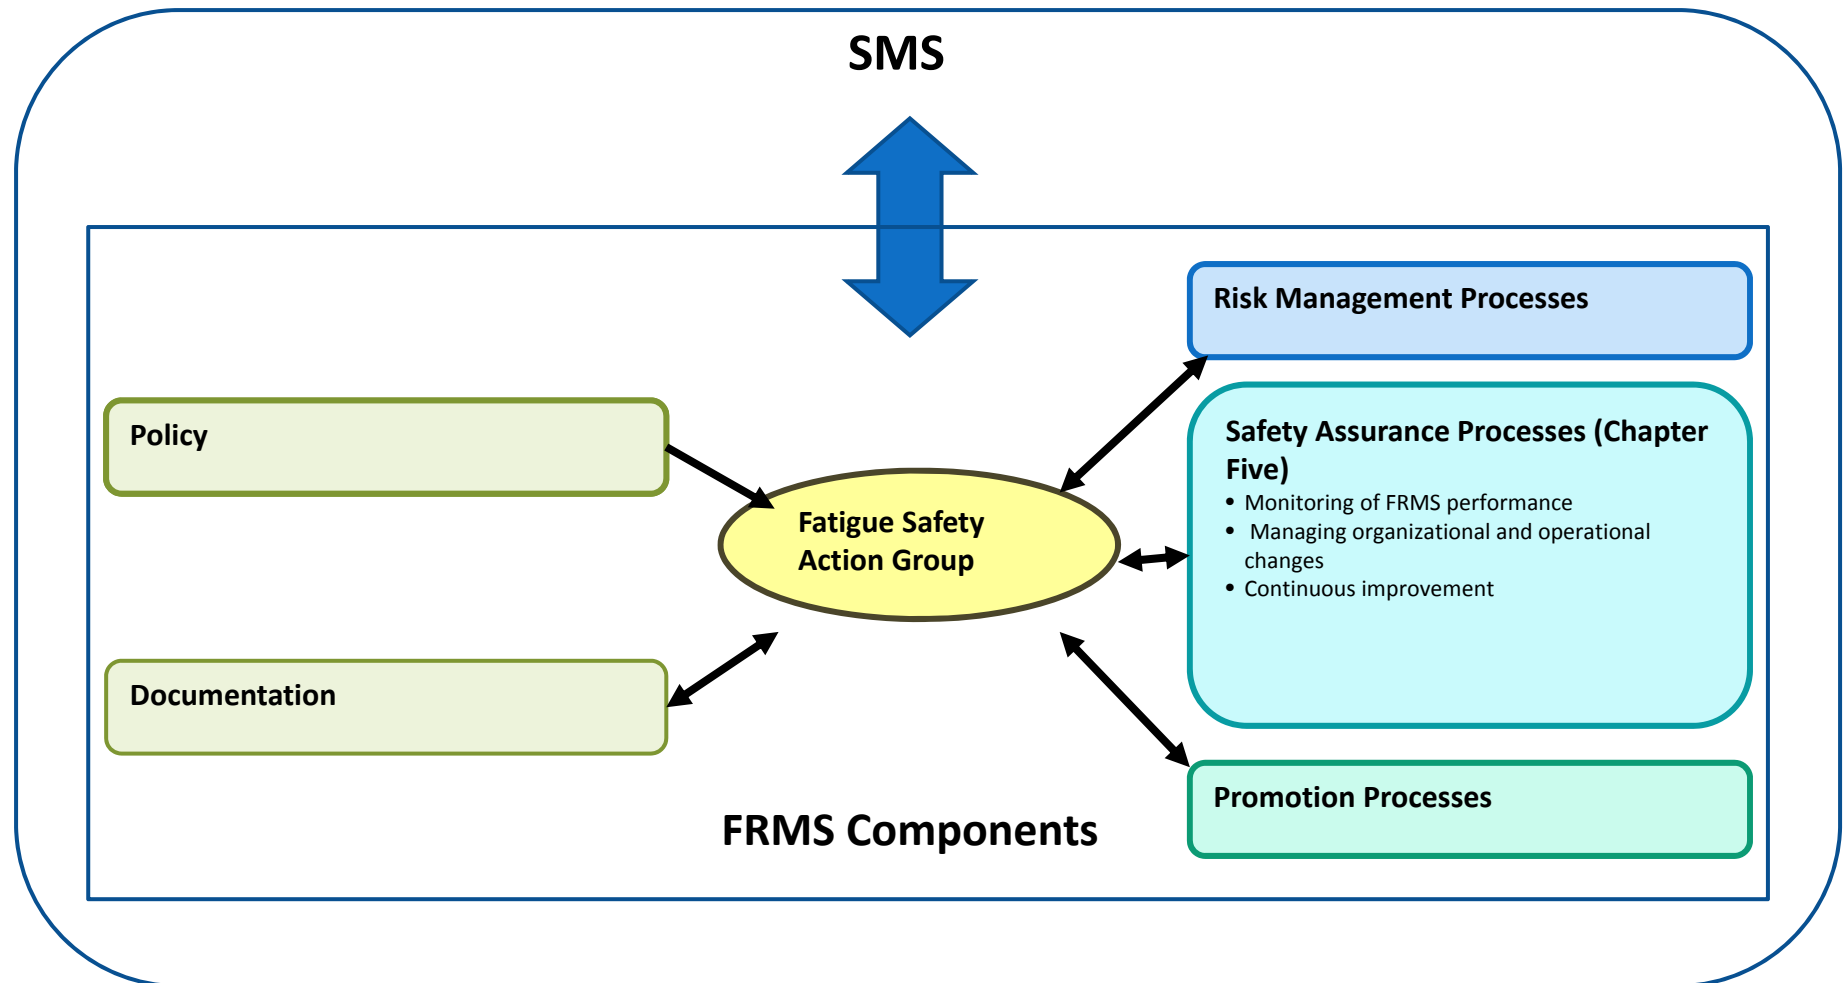 SMS
Risk Management Processes
Policy
Safety Assurance Processes (Chapter
Five)
• Monitoring of FRMS performance
• Managing organizational and operational
changes
• Continuous improvement
Fatigue Safety
Action Group
Documentation
Promotion Processes
FRMS Components